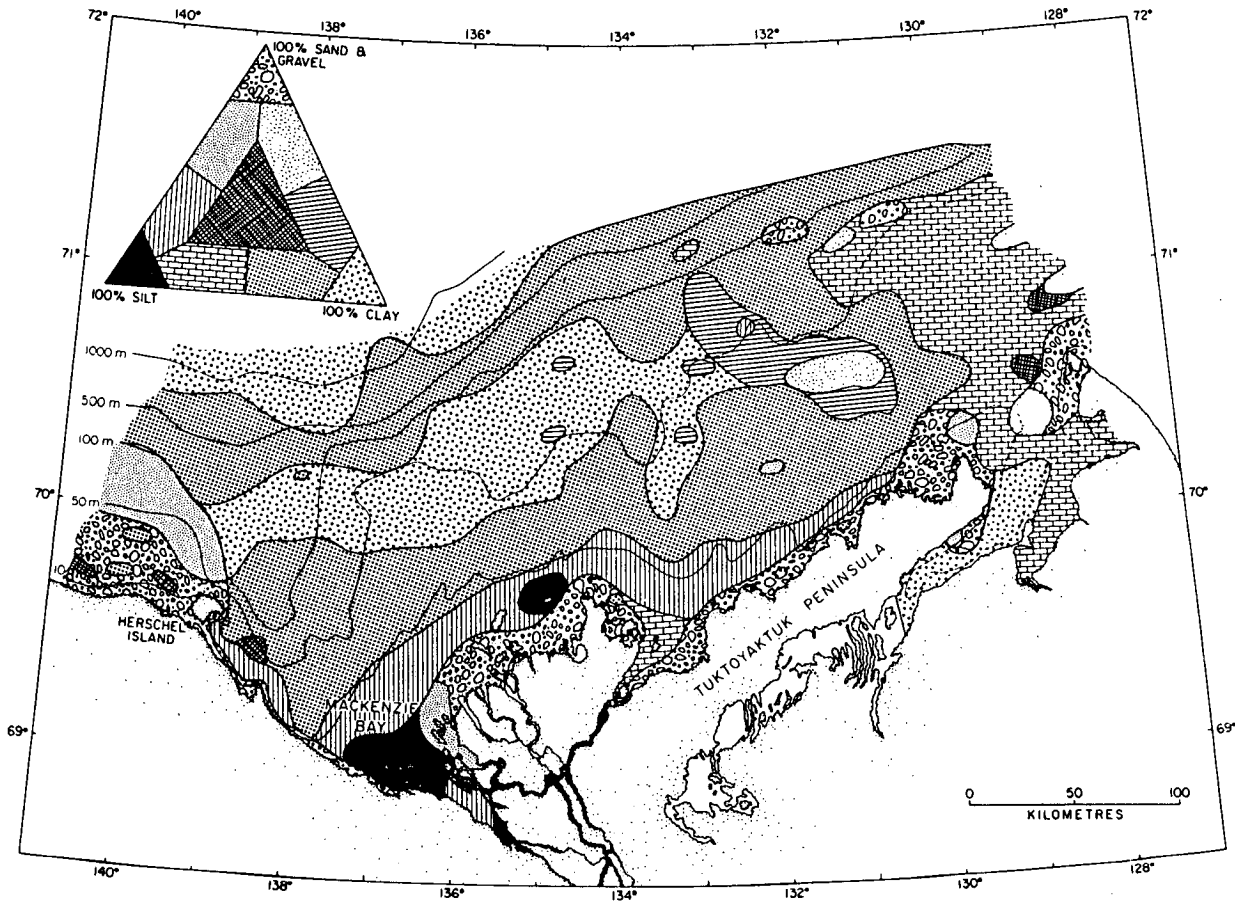 72°
140°
138°
136°
134°
132°
130°
128°
72°
100% SAND &
GRAVEL
71°
71°
100% SILT
100% CLAY
1000 m
500 m
100 m
70°
50 m
70°
10
HERSCHEL
ISLAND
TUKTOYAKTUK PENINSULA
MACKENZIE
BAY
69°
69°
0 50 100
KILOMETRES
140°
138°
136°
134°
132°
130°
128°